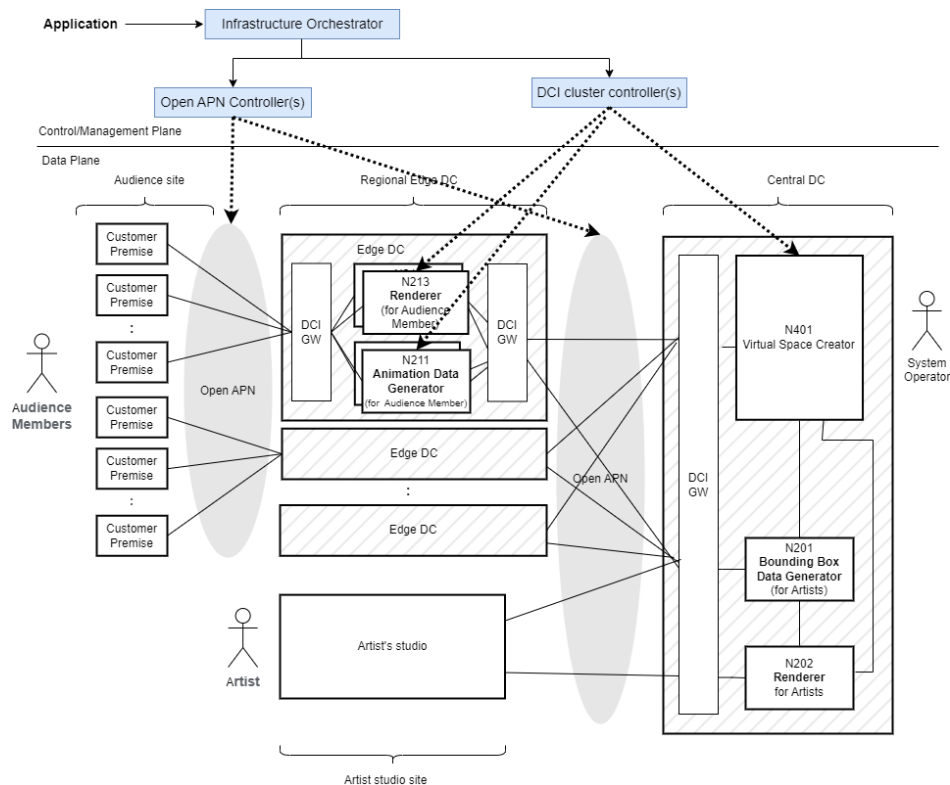 Application
Infrastructure Orchestrator
Open APN Controller(s)
DCI cluster controller(s)
Control/Management Plane
Data Plane
Audience site
Regional Edge DC
Central DC
Customer
Premise
Customer
Premise
:
Customer
Premise
Customer
Premise
Customer
Premise
:
Customer
Premise
Audience
Members
Open APN
Edge DC
DCI
GW
N213
Renderer
(for Audience
Member)
N211
Animation Data
Generator
(for Audience Member)
DCI
GW
Edge DC
:
Edge DC
Open APN
DCI
GW
N401
Virtual Space Creator
System
Operator
N201
Bounding Box
Data Generator
(for Artists)
N202
Renderer
for Artists
Artist
Artist's studio
Artist studio site